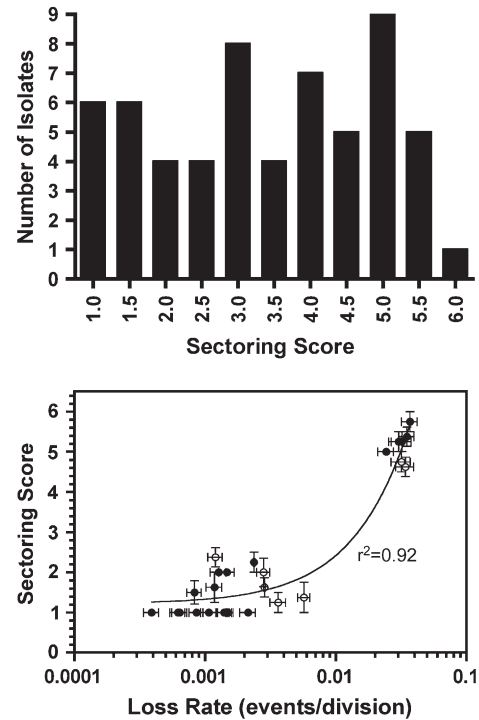 Number of Isolates
9
8
7
6
5
4
3
2
1
0
1.0 1.5 2.0 2.5 3.0 3.5 4.0 4.5 5.0 5.5 6.0
Sectoring Score
Sectoring Score
6
5
4
3
2
1
0
r²=0.92
0.0001 0.001 0.01 0.1
Loss Rate (events/division)